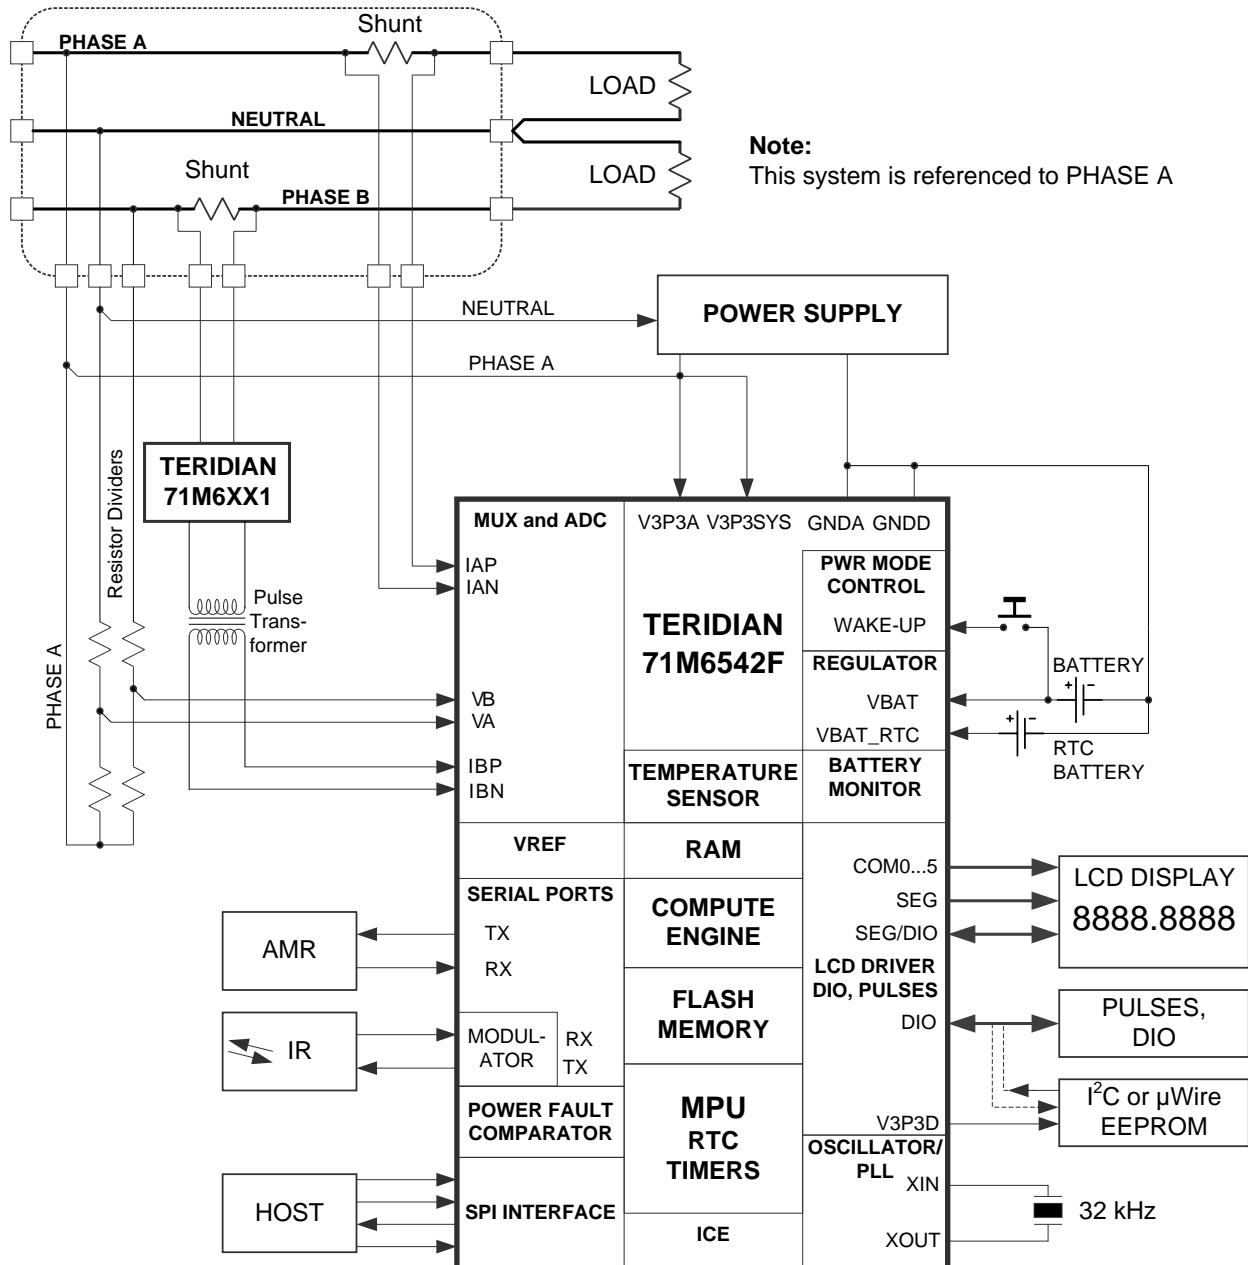 Shunt
PHASE A
LOAD
NEUTRAL
Note:
This system is referenced to PHASE A
Shunt
LOAD
PHASE B
NEUTRAL
POWER SUPPLY
PHASE A
TERIDIAN
71M6XX1
Resistor Dividers
PHASE A
Pulse
Trans-
former
MUX and ADC
V3P3A V3P3SYS GNDA GNDD
IAP
IAN
PWR MODE
CONTROL
TERIDIAN
71M6542F
WAKE-UP
REGULATOR
BATTERY
+ -
VB
VA
VBAT
VBAT_RTC
+ -
RTC
BATTERY
IBP
IBN
TEMPERATURE
SENSOR
BATTERY
MONITOR
VREF
RAM
COM0...5
SEG
SEG/DIO
LCD DISPLAY
8888.8888
SERIAL PORTS
TX
RX
AMR
COMPUTE
ENGINE
LCD DRIVER
DIO, PULSES
FLASH
MEMORY
DIO
PULSES,
DIO
IR
MODUL-
ATOR
RX
TX
I²C or µWire
EEPROM
POWER FAULT
COMPARATOR
MPU
RTC
TIMERS
V3P3D
OSCILLATOR/
PLL
XIN
HOST
SPI INTERFACE
32 kHz
ICE
XOUT